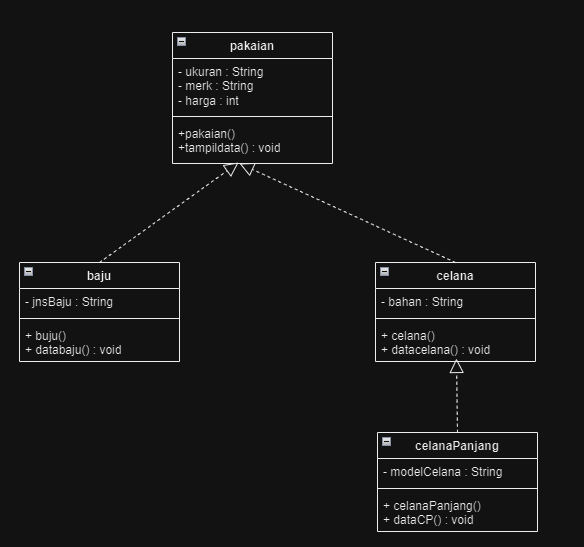 pakaian
- ukuran : String
- merk : String
- harga : int
+pakaian()
+tampildata() : void
baju
- jnsBaju : String
+ buju()
+ databaju() : void
celana
- bahan : String
+ celana()
+ datacelana() : void
celanaPanjang
- modelCelana : String
+ celanaPanjang()
+ dataCP() : void